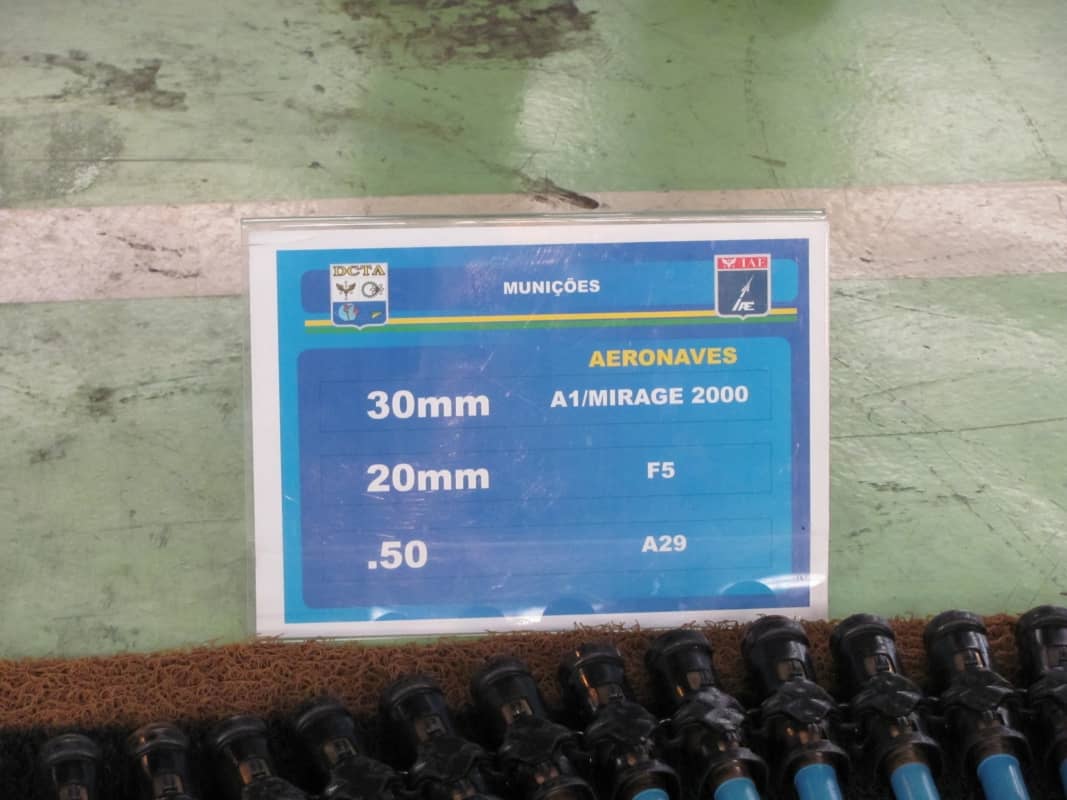 DCTA
MUNIÇÕES
IAE
AERONAVES
30mm A1/MIRAGE 2000
20mm F5
.50 A29